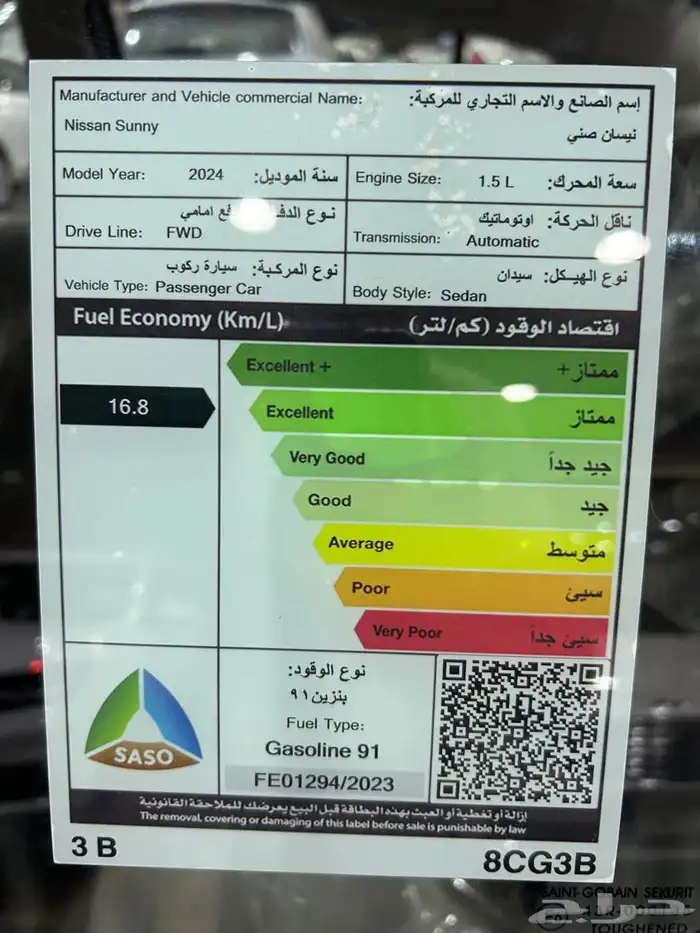 Manufacturer and Vehicle commercial Name: إسم الصانع والاسم التجاري للمركبة:
Nissan Sunny نيسان صني
Model Year: 2024 سنة الموديل:
Engine Size: 1.5 L سعة المحرك:
نوع امامي
Drive Line: FWD
ناقل الحركة: اوتوماتيك
Transmission: Automatic
نوع المركبة: سيارة ركوب
Vehicle Type: Passenger Car
نوع الهيكل: سيدان
Body Style: Sedan
Fuel Economy (Km/L) اقتصاد الوقود (كم/لتر)
Excellent + ممتاز +
16.8
Excellent ممتاز
Very Good جيد جداً
Good جيد
Average متوسط
Poor سيئ
Very Poor سيئ جداً
SASO
نوع الوقود:
بنزين ٩١
Fuel Type:
Gasoline 91
FE01294/2023
إزالة أو تغطية أو العبث بهذه البطاقة قبل البيع يعرضك للملاحقة القانونية
The removal, covering or damaging of this label before sale is punishable by law
3 B 8CG3B
SAINT-GOBAIN SEKURIT
TOUGHENED